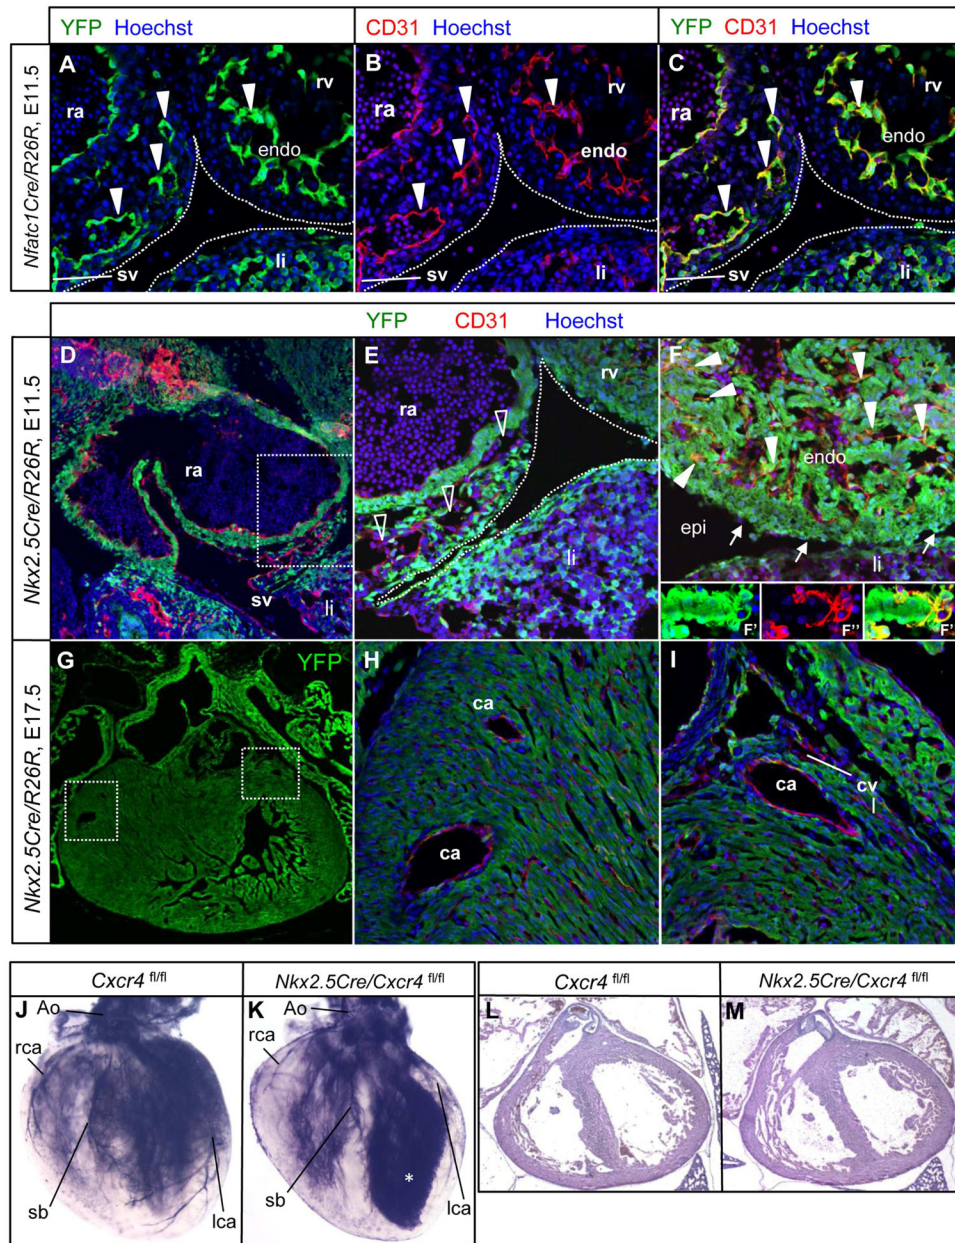 YFP Hoechst
CD31 Hoechst
YFP CD31 Hoechst
Nfatc1Cre/R26R, E11.5
A
ra
rv
endo
sv
li
B
ra
rv
endo
sv
li
C
ra
rv
endo
sv
li
YFP CD31 Hoechst
Nkx2.5Cre/R26R, E11.5
D
ra
sv
li
E
ra
rv
li
F
endo
epi
li
F'
F''
F'
Nkx2.5Cre/R26R, E17.5
G
YFP
H
ca
ca
I
ca
cv
Cxcr4 fl/fl
Nkx2.5Cre/Cxcr4 fl/fl
Cxcr4 fl/fl
Nkx2.5Cre/Cxcr4 fl/fl
J
Ao
rca
sb
lca
K
Ao
rca
sb
*
lca
L
M